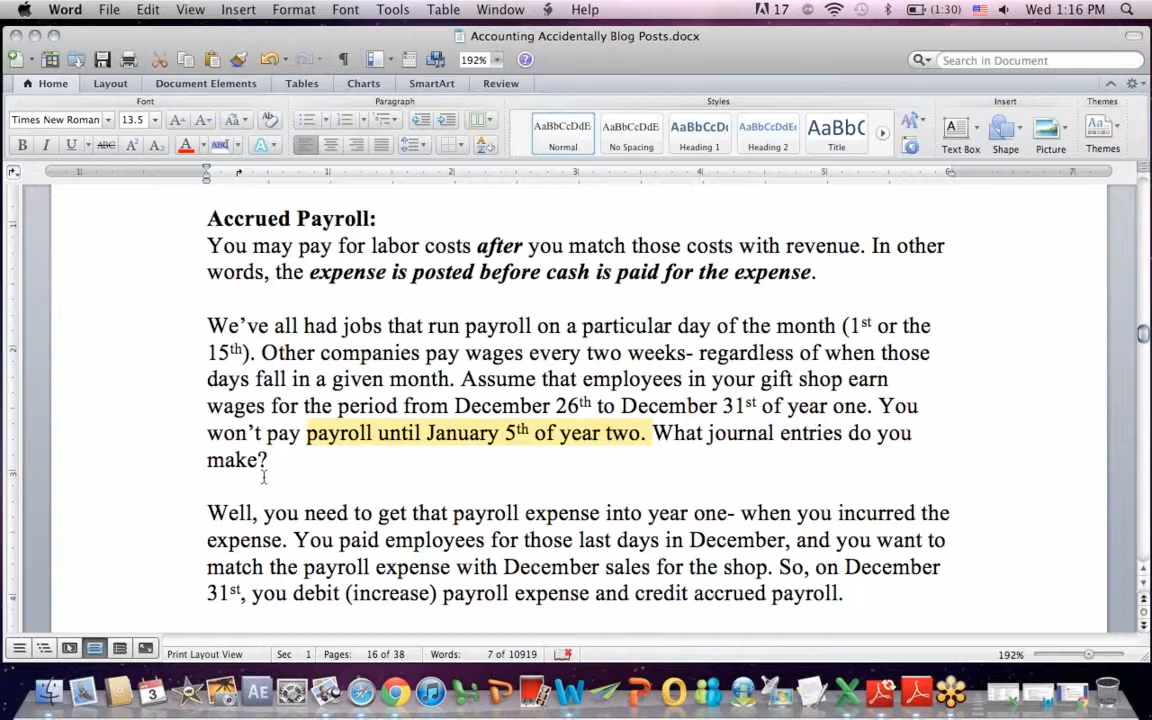 Word File Edit View Insert Format Font Tools Table Window Help 17 (1:30) Wed 1:16 PM
Accounting Accidentally Blog Posts.docx
192% Search in Document
Home Layout Document Elements Tables Charts SmartArt Review
Font Paragraph Styles Insert Themes
Times New Roman 13.5
AaBbCcDdE AaBbCcDdE AaBbCcDc AaBbCcDdEe AaBbC
Normal No Spacing Heading 1 Heading 2 Title Text Box Shape Picture Themes
Accrued Payroll:
You may pay for labor costs after you match those costs with revenue. In other
words, the expense is posted before cash is paid for the expense.
We've all had jobs that run payroll on a particular day of the month (1st or the
15th). Other companies pay wages every two weeks- regardless of when those
days fall in a given month. Assume that employees in your gift shop earn
wages for the period from December 26th to December 31st of year one. You
won't pay payroll until January 5th of year two. What journal entries do you
make?
Well, you need to get that payroll expense into year one- when you incurred the
expense. You paid employees for those last days in December, and you want to
match the payroll expense with December sales for the shop. So, on December
31st, you debit (increase) payroll expense and credit accrued payroll.
Print Layout View Sec 1 Pages: 16 of 38 Words: 7 of 10919 192%